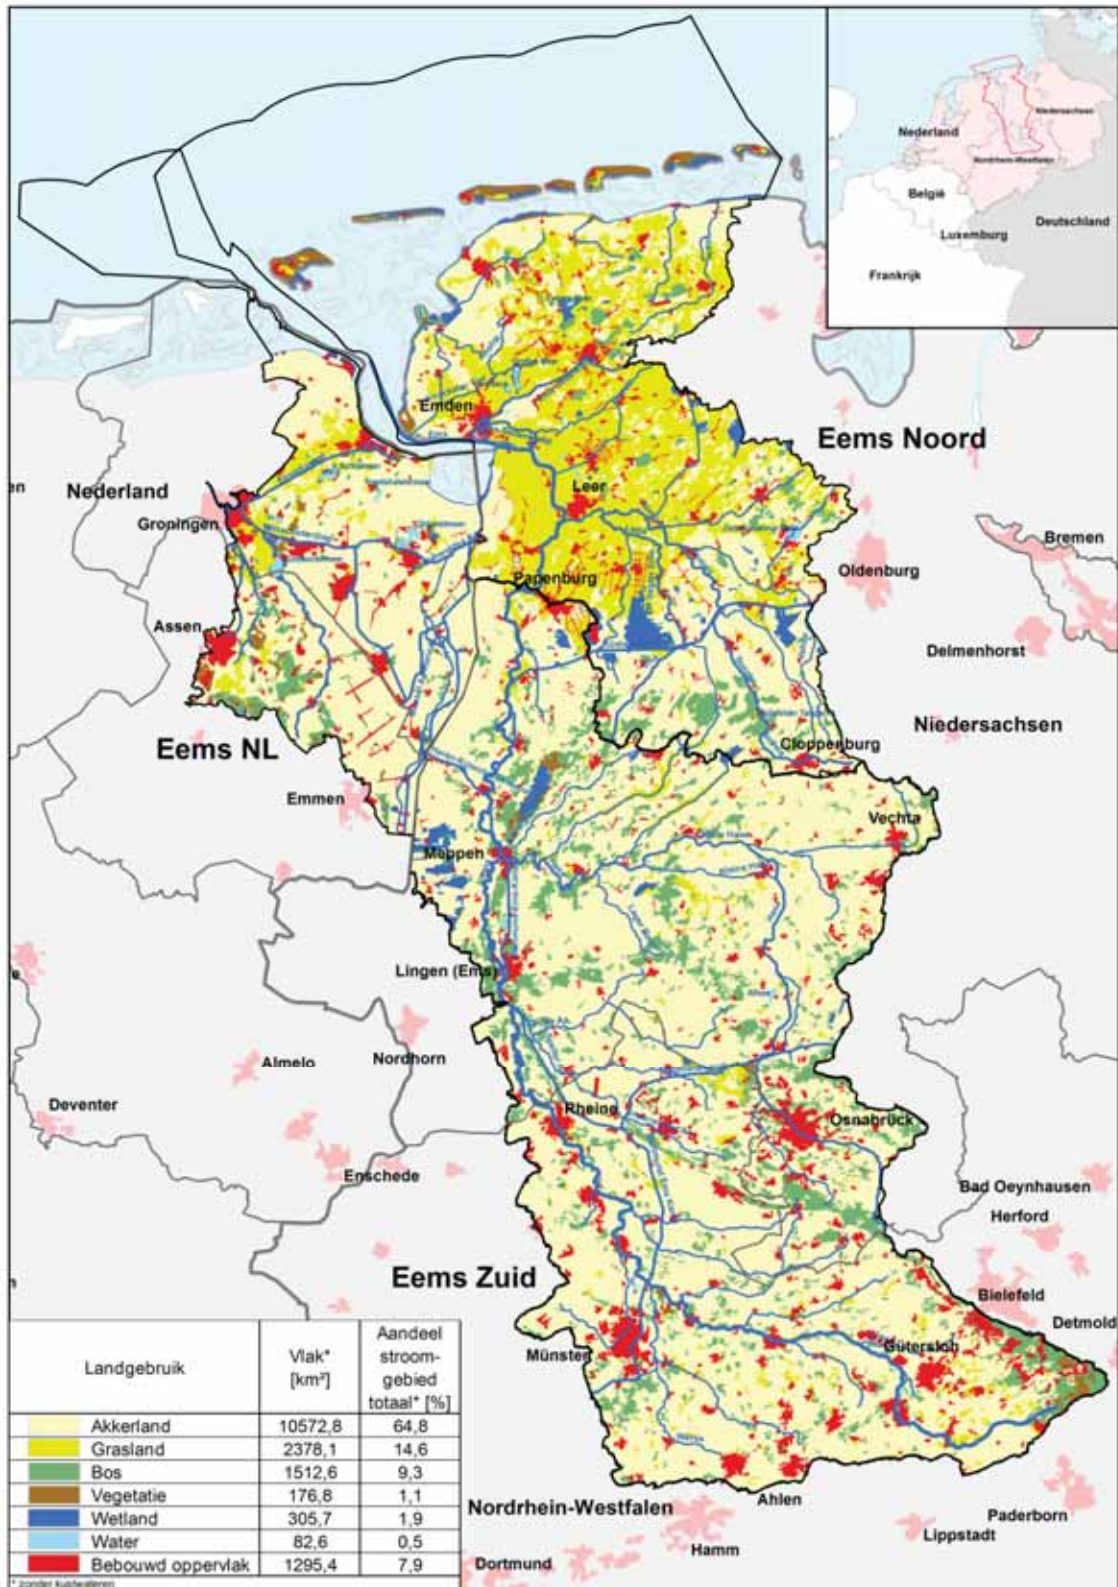 Nederland
Niedersachsen
Nordrhein-Westfalen
België
Luxemburg
Deutschland
Frankrijk
Emden
Eems Noord
Nederland
Leer
Groningen
Bremen
Oldenburg
Papenburg
Assen
Delmenhorst
Niedersachsen
Eems NL
Cloppenburg
Emmen
Vechta
Meppen
Lingen (Ems)
Almelo
Nordhorn
Deventer
Rheine
Osnabrück
Enschede
Bad Oeynhausen
Herford
Eems Zuid
Bielefeld
Detmold
Gütersloh
Münster
Ahlen
Nordrhein-Westfalen
Paderborn
Lippstadt
Hamm
Dortmund
Landgebruik Vlak* [km²] Aandeel stroom-gebied totaal* [%]
Akkerland 10572,8 64,8
Grasland 2378,1 14,6
Bos 1512,6 9,3
Vegetatie 176,8 1,1
Wetland 305,7 1,9
Water 82,6 0,5
Bebouwd oppervlak 1295,4 7,9
* zonder kustwateren